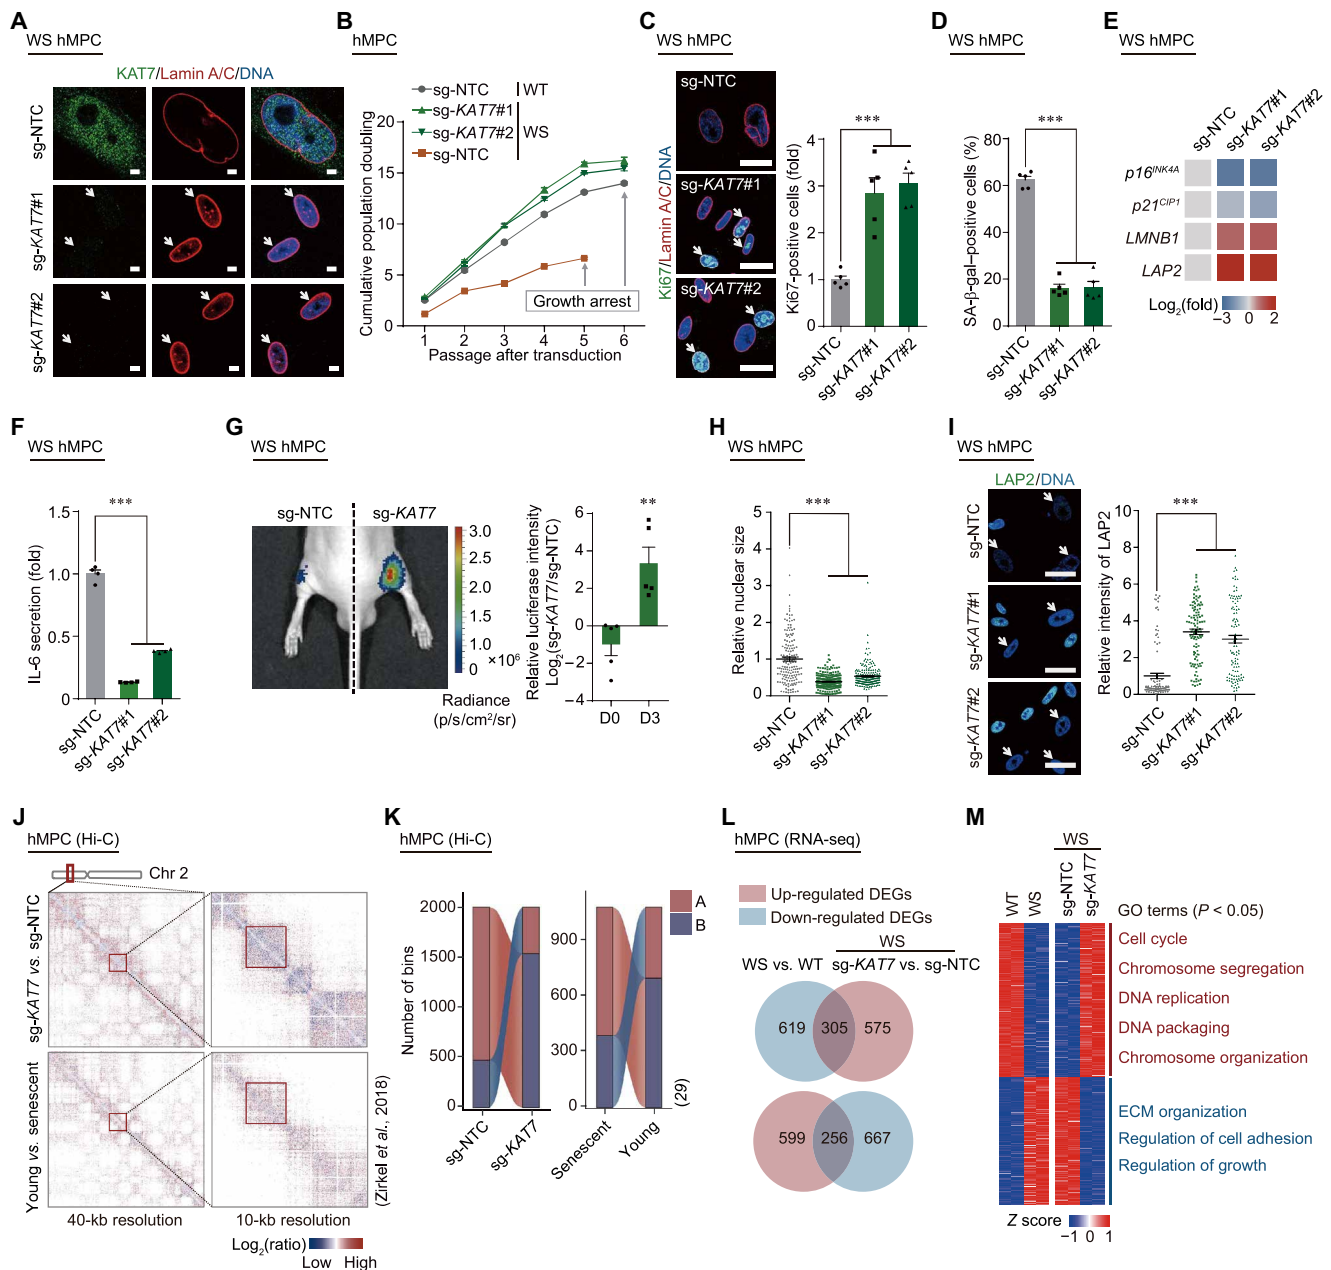 A
WS hMPC
KAT7/Lamin A/C/DNA
sg-NTC
sg-KAT7#1
sg-KAT7#2
B
hMPC
sg-NTC
WT
sg-KAT7#1
sg-KAT7#2
WS
sg-NTC
Cumulative population doubling
20
15
10
5
0
Growth arrest
1
2
3
4
5
6
Passage after transduction
C
WS hMPC
Ki67/Lamin A/C/DNA
sg-NTC
sg-KAT7#1
sg-KAT7#2
Ki67-positive cells (fold)
***
4
3
2
1
0
sg-NTC
sg-KAT7#1
sg-KAT7#2
D
WS hMPC
SA-β-gal–positive cells (%)
***
80
60
40
20
0
sg-NTC
sg-KAT7#1
sg-KAT7#2
E
WS hMPC
sg-NTC
sg-KAT7#1
sg-KAT7#2
p16INK4A
p21CIP1
LMNB1
LAP2
Log2(fold)
−3
0
2
F
WS hMPC
IL-6 secretion (fold)
***
1.5
1.0
0.5
0
sg-NTC
sg-KAT7#1
sg-KAT7#2
G
WS hMPC
sg-NTC
sg-KAT7
3.0
2.5
2.0
1.5
1.0
×10⁶
Radiance
(p/s/cm²/sr)
Relative luciferase intensity
Log2(sg-KAT7/sg-NTC)
**
6
4
2
0
−2
−4
D0
D3
H
WS hMPC
Relative nuclear size
***
5
4
3
2
1
0
sg-NTC
sg-KAT7#1
sg-KAT7#2
I
WS hMPC
LAP2/DNA
sg-NTC
sg-KAT7#1
sg-KAT7#2
Relative intensity of LAP2
***
10
8
6
4
2
0
sg-NTC
sg-KAT7#1
sg-KAT7#2
J
hMPC (Hi-C)
Chr 2
sg-KAT7 vs. sg-NTC
Young vs. senescent
(Zirkel et al., 2018)
40-kb resolution
10-kb resolution
Log2(ratio)
Low
High
K
hMPC (Hi-C)
A
B
Number of bins
2000
1500
1000
500
0
sg-NTC
sg-KAT7
900
600
300
0
Senescent
Young
(29)
L
hMPC (RNA-seq)
Up-regulated DEGs
Down-regulated DEGs
WS
WS vs. WT
sg-KAT7 vs. sg-NTC
619
305
575
599
256
667
M
WS
WT
WS
sg-NTC
sg-KAT7
GO terms (P < 0.05)
Cell cycle
Chromosome segregation
DNA replication
DNA packaging
Chromosome organization
ECM organization
Regulation of cell adhesion
Regulation of growth
Z score
−1 0 1